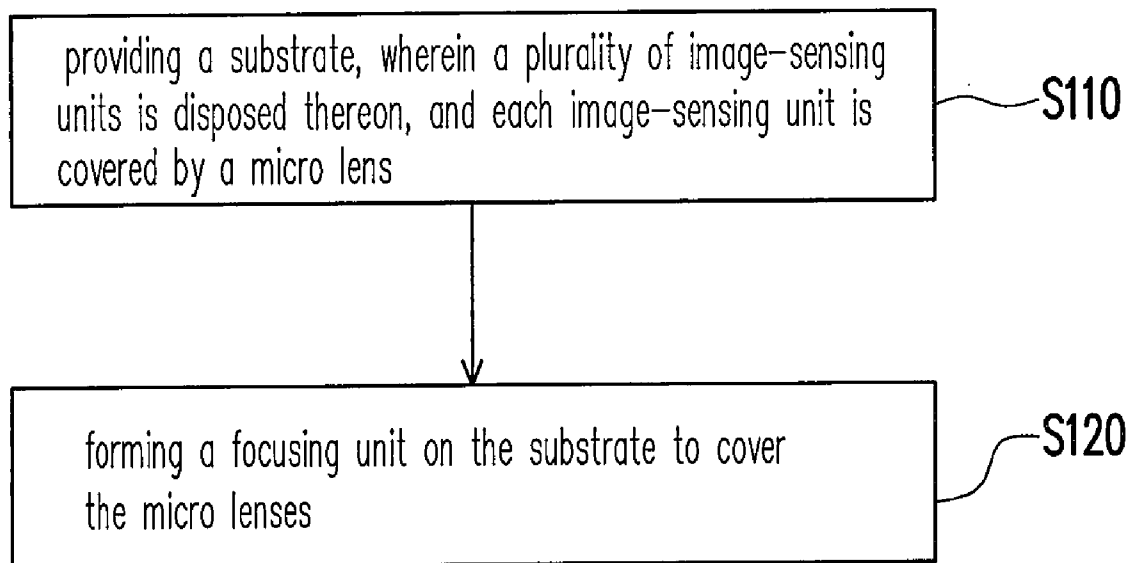 providing a substrate, wherein a plurality of image-sensing
units is disposed thereon, and each image-sensing unit is
covered by a micro lens
S110
forming a focusing unit on the substrate to cover
the micro lenses
S120